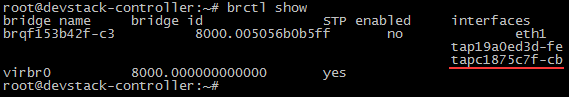 root@devstack-controller:~# brctl show
bridge name bridge id STP enabled interfaces
brqf153b42f-c3 8000.005056b0b5ff no eth1
tap19a0ed3d-fe
tapc1875c7f-cb
virbr0 8000.000000000000 yes
root@devstack-controller:~#